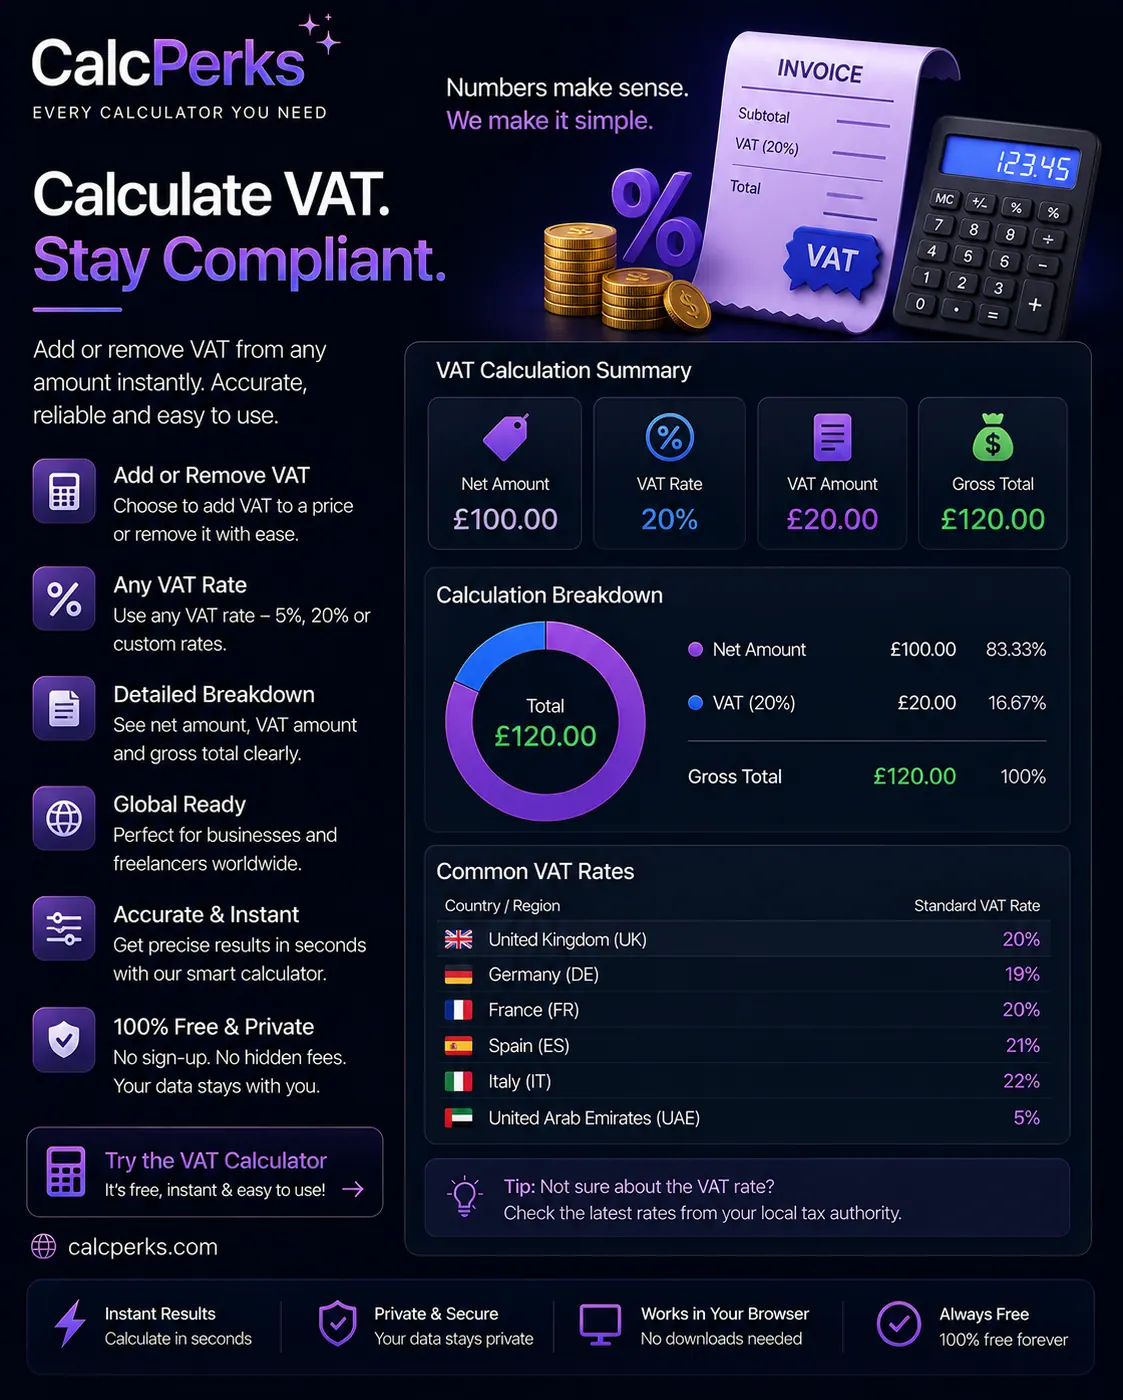 CalcPerks
EVERY CALCULATOR YOU NEED
Numbers make sense.
We make it simple.
INVOICE
Subtotal
VAT (20%)
Total
VAT
%
123.45
MC +/- % %
7 8 9 ÷
4 5 6 −
1 2 3 +
0 . =
Calculate VAT.
Stay Compliant.
Add or remove VAT from any
amount instantly. Accurate,
reliable and easy to use.
Add or Remove VAT
Choose to add VAT to a price
or remove it with ease.
Any VAT Rate
Use any VAT rate – 5%, 20% or
custom rates.
Detailed Breakdown
See net amount, VAT amount
and gross total clearly.
Global Ready
Perfect for businesses and
freelancers worldwide.
Accurate & Instant
Get precise results in seconds
with our smart calculator.
100% Free & Private
No sign-up. No hidden fees.
Your data stays with you.
Try the VAT Calculator
It's free, instant & easy to use! →
calcperks.com
VAT Calculation Summary
Net Amount
£100.00
VAT Rate
20%
VAT Amount
£20.00
Gross Total
£120.00
Calculation Breakdown
Total
£120.00
Net Amount £100.00 83.33%
VAT (20%) £20.00 16.67%
Gross Total £120.00 100%
Common VAT Rates
Country / Region Standard VAT Rate
United Kingdom (UK) 20%
Germany (DE) 19%
France (FR) 20%
Spain (ES) 21%
Italy (IT) 22%
United Arab Emirates (UAE) 5%
Tip: Not sure about the VAT rate?
Check the latest rates from your local tax authority.
Instant Results
Calculate in seconds
Private & Secure
Your data stays private
Works in Your Browser
No downloads needed
Always Free
100% free forever